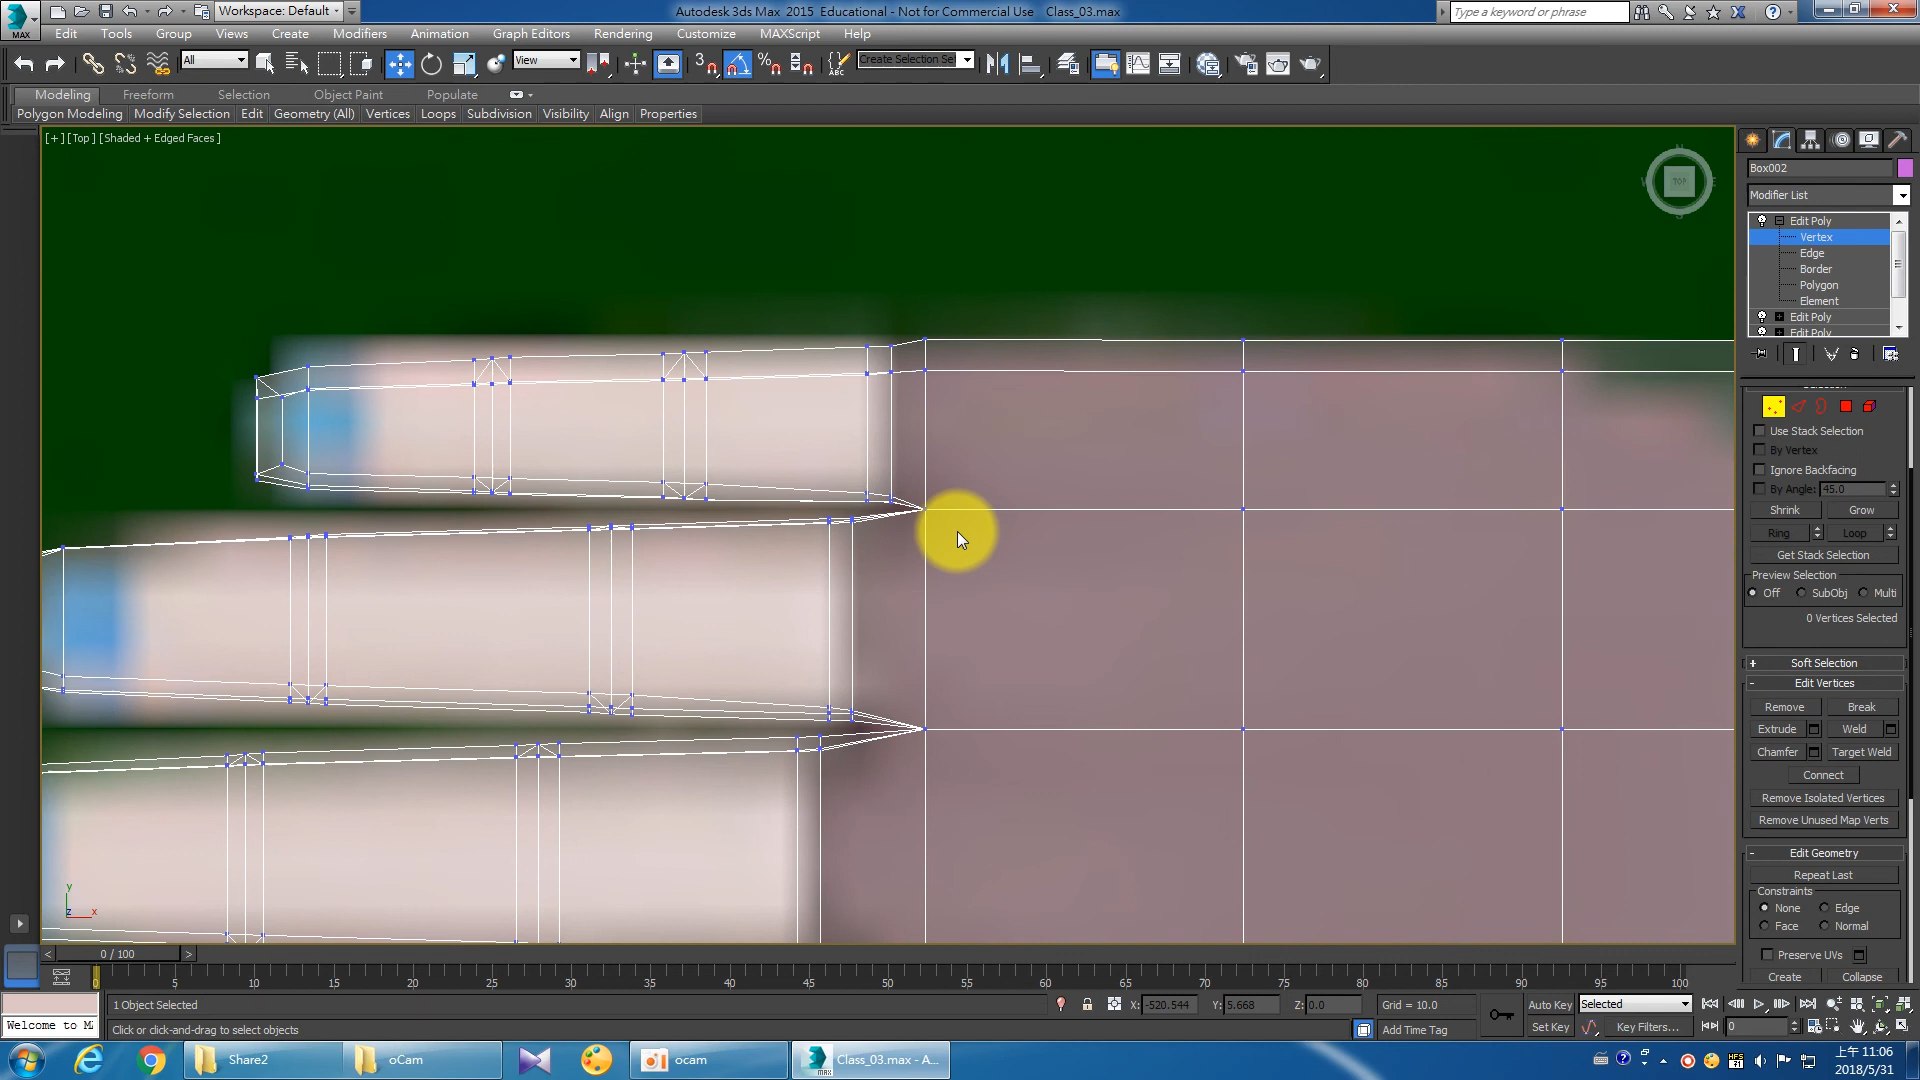 Workspace: Default
Autodesk 3ds Max 2015 Educational - Not for Commercial Use Class_03.max
Type a keyword or phrase
MAX
Edit Tools Group Views Create Modifiers Animation Graph Editors Rendering Customize MAXScript Help
All
View
3
ABC
Create Selection Se
Modeling Freeform Selection Object Paint Populate
Polygon Modeling Modify Selection Edit Geometry (All) Vertices Loops Subdivision Visibility Align Properties
[+] [Top] [Shaded + Edged Faces]
TOP
Box002
Modifier List
Edit Poly
Vertex
Edge
Border
Polygon
Element
Edit Poly
Edit Poly
Use Stack Selection
By Vertex
Ignore Backfacing
By Angle: 45.0
Shrink Grow
Ring Loop
Get Stack Selection
Preview Selection
Off SubObj Multi
0 Vertices Selected
+ Soft Selection
- Edit Vertices
Remove Break
Extrude Weld
Chamfer Target Weld
Connect
Remove Isolated Vertices
Remove Unused Map Verts
- Edit Geometry
Repeat Last
Constraints
None Edge
Face Normal
Preserve UVs
Create Collapse
y
z x
< 0 / 100 >
0 5 10 15 20 25 30 35 40 45 50 55 60 65 70 75 80 85 90 95 100
1 Object Selected
X: -520.544 Y: 5.668 Z: 0.0 Grid = 10.0
Auto Key Selected
Welcome to M
Click or click-and-drag to select objects
Add Time Tag
Set Key Key Filters... 0
Share2
oCam
ocam
Class_03.max - A...
上午 11:06
2018/5/31